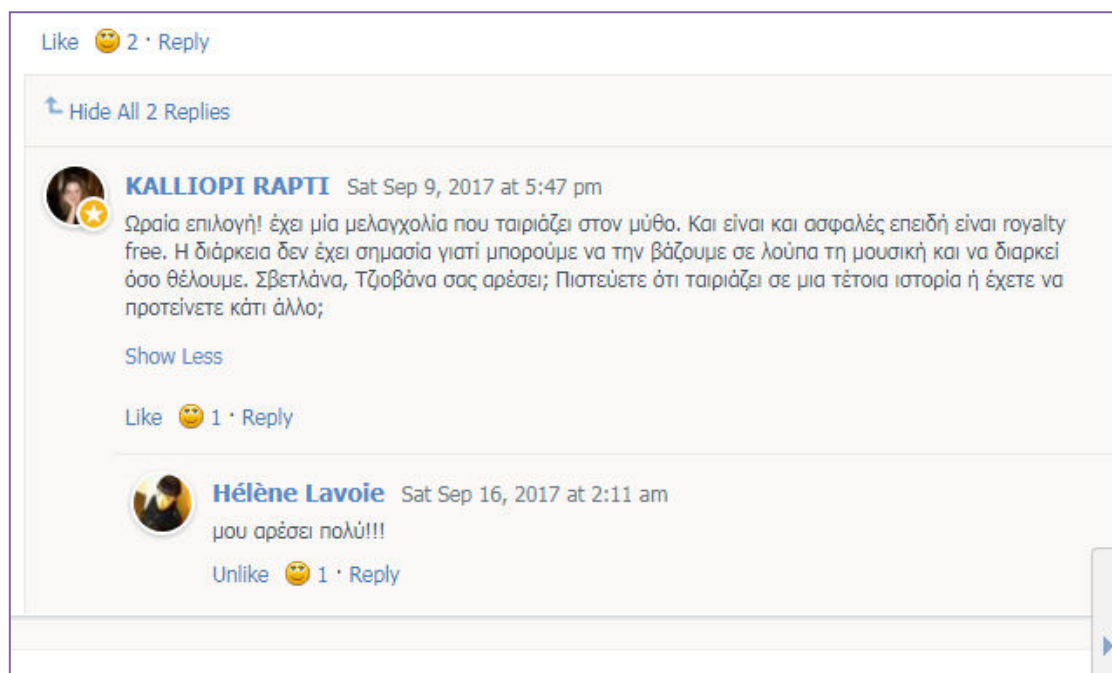 Like 2 · Reply
Hide All 2 Replies
KALLIOPI RAPTI Sat Sep 9, 2017 at 5:47 pm
Ωραία επιλογή! έχει μία μελαγχολία που ταιριάζει στον μύθο. Και είναι και ασφαλές επειδή είναι royalty
free. Η διάρκεια δεν έχει σημασία γιατί μπορούμε να την βάζουμε σε λούπα τη μουσική και να διαρκεί
όσο θέλουμε. Σβετλάνα, Τζιοβάνα σας αρέσει; Πιστεύετε ότι ταιριάζει σε μια τέτοια ιστορία ή έχετε να
προτείνετε κάτι άλλο;
Show Less
Like 1 · Reply
Hélène Lavoie Sat Sep 16, 2017 at 2:11 am
μου αρέσει πολύ!!!
Unlike 1 · Reply